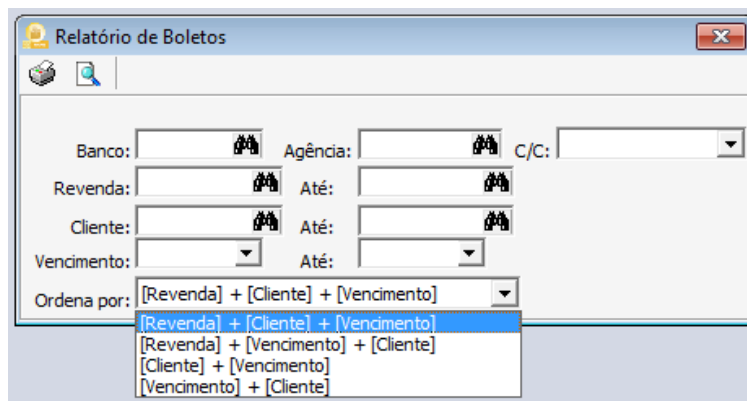 Relatório de Boletos
Banco: Agência: C/C:
Revenda: Até:
Cliente: Até:
Vencimento: Até:
Ordena por: [Revenda] + [Cliente] + [Vencimento]
[Revenda] + [Cliente] + [Vencimento]
[Revenda] + [Vencimento] + [Cliente]
[Cliente] + [Vencimento]
[Vencimento] + [Cliente]